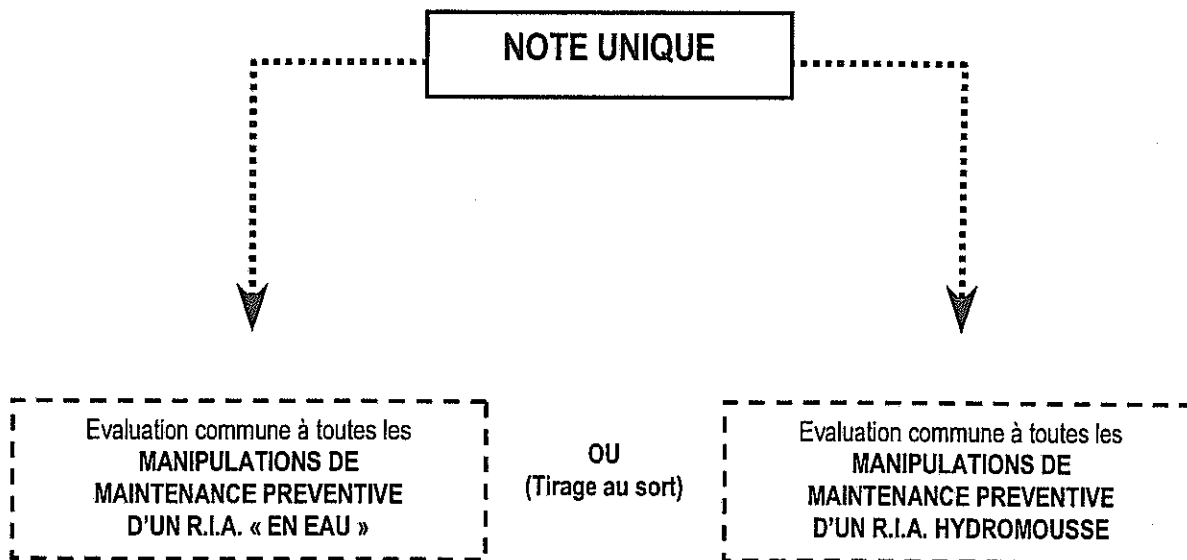 NOTE UNIQUE
Evaluation commune à toutes les
MANIPULATIONS DE
MAINTENANCE PREVENTIVE
D'UN R.I.A. « EN EAU »
OU
(Tirage au sort)
Evaluation commune à toutes les
MANIPULATIONS DE
MAINTENANCE PREVENTIVE
D'UN R.I.A. HYDROMOUSSE